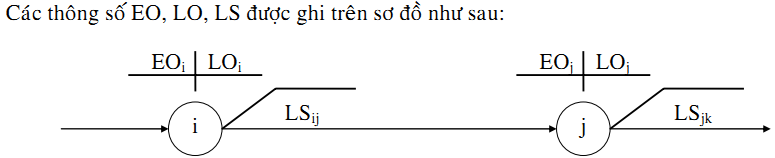 Các thông số EO, LO, LS được ghi trên sơ đồ như sau:
EOi LOi EOj LOj
LSij LSjk
i j